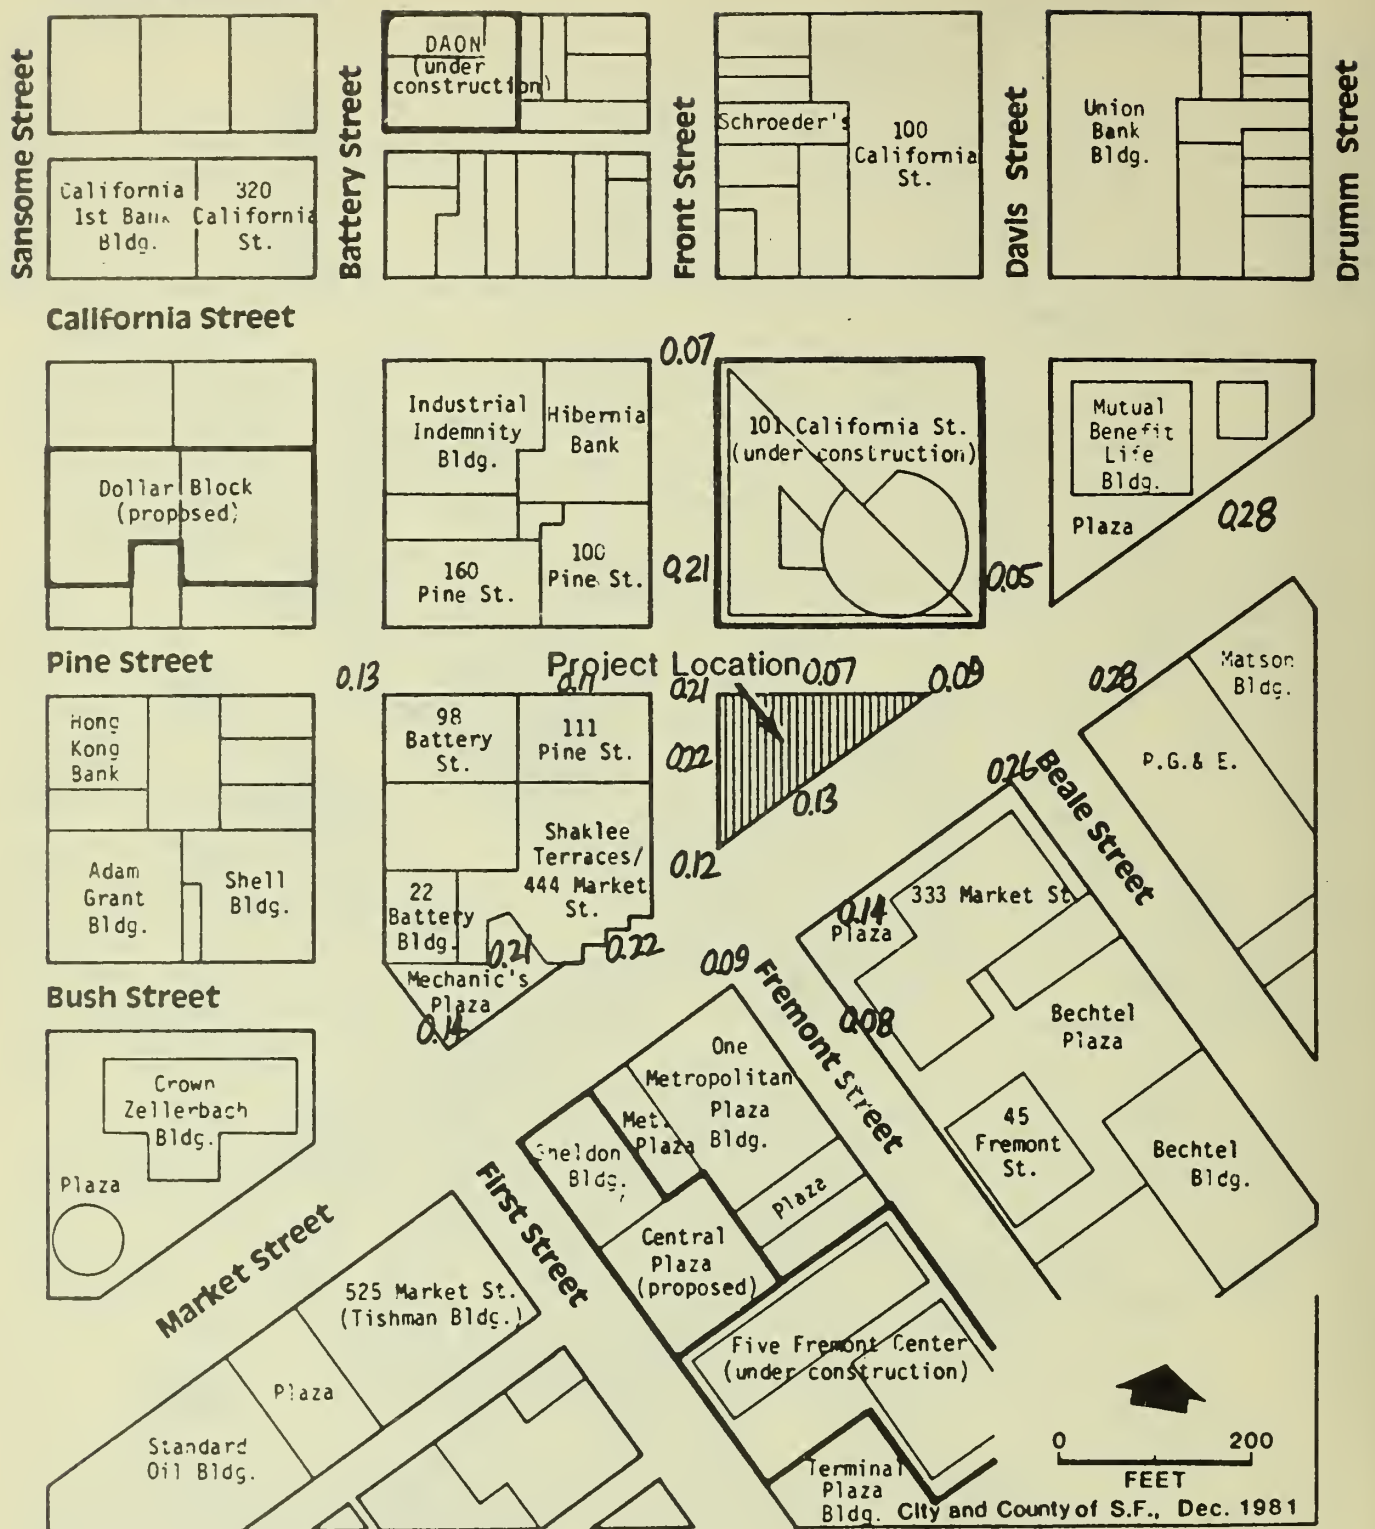 Sansome Street
Battery Street
Front Street
Davis Street
Drumm Street
DAON
(under
construction)
Schroeder's
100
California
St.
Union
Bank
Bldg.
California
1st Bank
Bldg.
320
California
St.
California Street
0.07
Industrial
Indemnity
Bldg.
Hibernia
Bank
101 California St.
(under construction)
Mutual
Benefit
Life
Bldg.
Plaza
0.28
Dollar Block
(proposed)
160
Pine St.
100
Pine St.
0.21
0.05
Pine Street
0.13
Project Location
0.11
0.21
0.07
0.09
0.28
Matson
Bldg.
Hong
Kong
Bank
98
Battery
St.
111
Pine St.
0.22
0.13
0.26
Beale Street
P.G.& E.
Adam
Grant
Bldg.
Shell
Bldg.
Shaklee
Terraces/
444 Market
St.
22
Battery
Bldg.
0.12
333 Market St
0.14
Plaza
0.21
0.22
Mechanic's
Plaza
0.14
0.09
Fremont Street
0.08
Bush Street
Bechtel
Plaza
Crown
Zellerbach
Bldg.
Plaza
One
Metropolitan
Plaza
Bldg.
Met.
Plaza
Sheldon
Bldg.
45
Fremont
St.
Bechtel
Bldg.
Plaza
First Street
Market Street
Central
Plaza
(proposed)
525 Market St.
(Tishman Bldg.)
Five Fremont Center
(under construction)
Plaza
Standard
Oil Bldg.
Terminal
Plaza
Bldg.
0 200
FEET
City and County of S.F., Dec. 1981